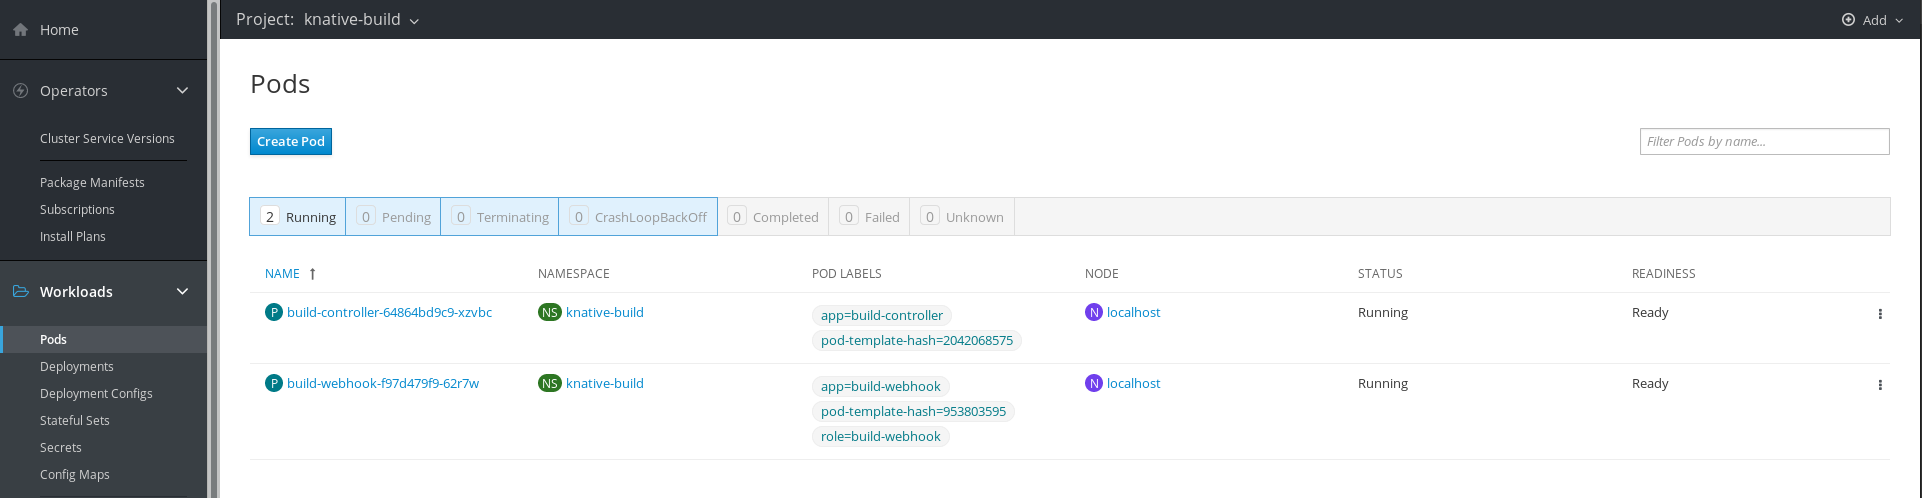 Home
Operators
Cluster Service Versions
Package Manifests
Subscriptions
Install Plans
Workloads
Pods
Deployments
Deployment Configs
Stateful Sets
Secrets
Config Maps
Project: knative-build
Add
Pods
Create Pod
Filter Pods by name...
2 Running 0 Pending 0 Terminating 0 CrashLoopBackOff 0 Completed 0 Failed 0 Unknown
NAME NAMESPACE POD LABELS NODE STATUS READINESS
P build-controller-64864bd9c9-xzvbc NS knative-build app=build-controller N localhost Running Ready
pod-template-hash=2042068575
P build-webhook-f97d479f9-62r7w NS knative-build app=build-webhook N localhost Running Ready
pod-template-hash=953803595
role=build-webhook